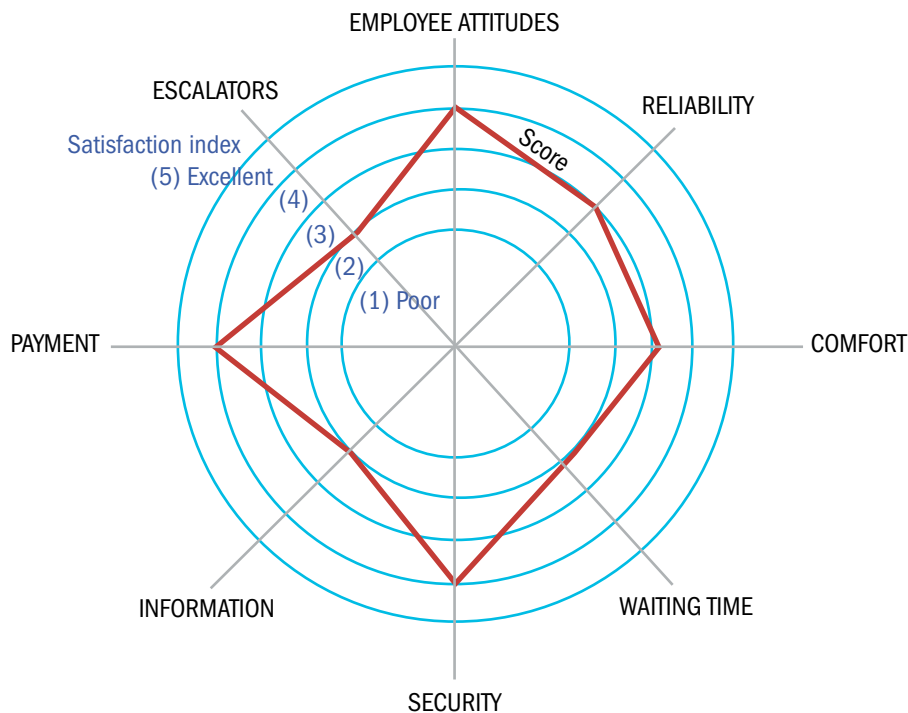 EMPLOYEE ATTITUDES
ESCALATORS
RELIABILITY
Satisfaction index
Score
(5) Excellent
(4)
(3)
(2)
(1) Poor
PAYMENT
COMFORT
INFORMATION
WAITING TIME
SECURITY